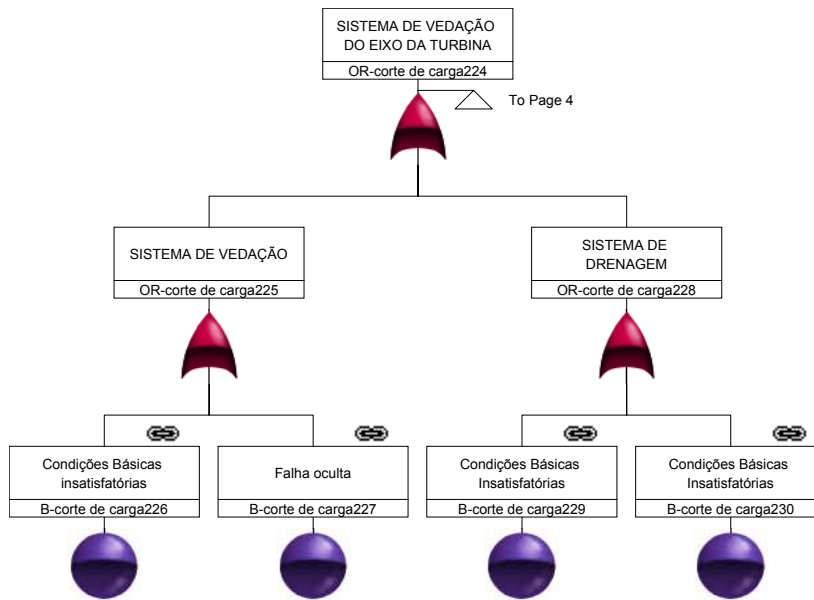 SISTEMA DE VEDAÇÃO
DO EIXO DA TURBINA
OR-corte de carga224
To Page 4
SISTEMA DE VEDAÇÃO
OR-corte de carga225
SISTEMA DE
DRENAGEM
OR-corte de carga228
Condições Básicas
insatisfatórias
B-corte de carga226
Falha oculta
B-corte de carga227
Condições Básicas
Insatisfatórias
B-corte de carga229
Condições Básicas
Insatisfatórias
B-corte de carga230